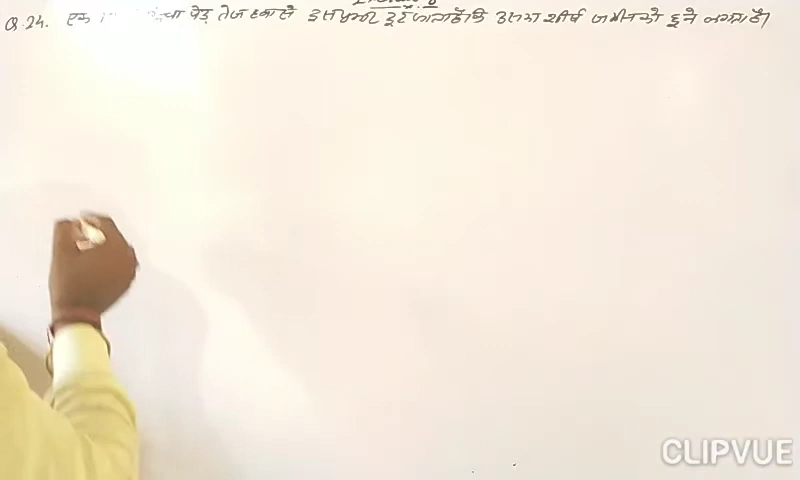 Q.24. एक ऊँचा पेड़ तेज हवा से इस प्रकार टूट जाता है कि उसका शीर्ष जमीन को छूने लगता है।
CLIPVUE